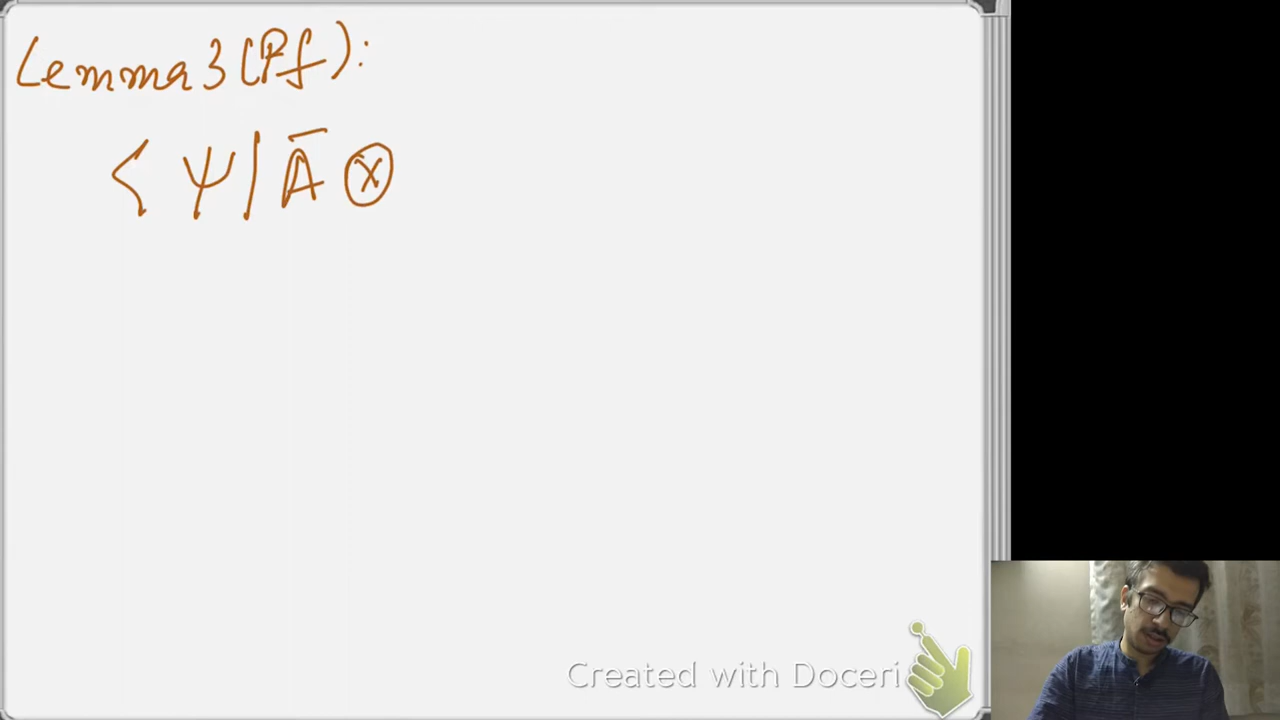 Lemma 3 (Pf):
< Ψ | Ā ⊗
Created with Doceri